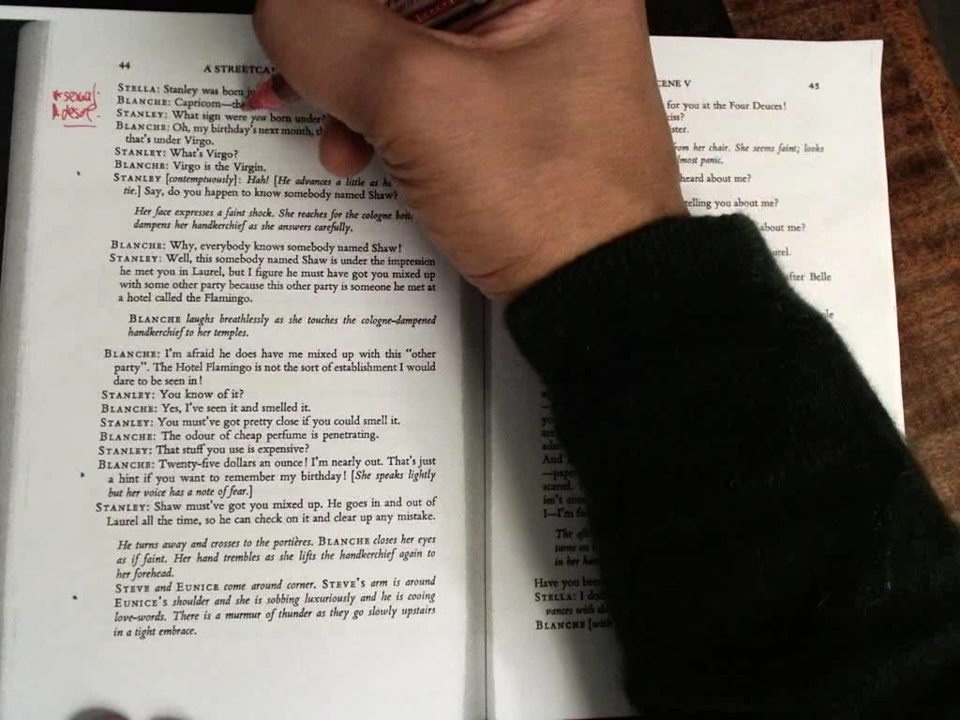 44
A STREETCA
*sexual
desire.
STELLA: Stanley was born
BLANCHE: Capricorn—the
STANLEY: What sign were you born under?
BLANCHE: Oh, my birthday's next month,
that's under Virgo.
STANLEY: What's Virgo?
BLANCHE: Virgo is the Virgin.
STANLEY [contemptuously]: Hah! [He advances a little as he
tie.] Say, do you happen to know somebody named Shaw?
Her face expresses a faint shock. She reaches for the cologne
dampens her handkerchief as she answers carefully.
BLANCHE: Why, everybody knows somebody named Shaw!
STANLEY: Well, this somebody named Shaw is under the impression
he met you in Laurel, but I figure he must have got you mixed up
with some other party because this other party is someone he met at
a hotel called the Flamingo.
BLANCHE laughs breathlessly as she touches the cologne-dampened
handkerchief to her temples.
BLANCHE: I'm afraid he does have me mixed up with this "other
party". The Hotel Flamingo is not the sort of establishment I would
dare to be seen in!
STANLEY: You know of it?
BLANCHE: Yes, I've seen it and smelled it.
STANLEY: You must've got pretty close if you could smell it.
BLANCHE: The odour of cheap perfume is penetrating.
STANLEY: That stuff you use is expensive?
BLANCHE: Twenty-five dollars an ounce! I'm nearly out. That's just
a hint if you want to remember my birthday! [She speaks lightly
but her voice has a note of fear.]
STANLEY: Shaw must've got you mixed up. He goes in and out of
Laurel all the time, so he can check on it and clear up any mistake.
He turns away and crosses to the portières. BLANCHE closes her eyes
as if faint. Her hand trembles as she lifts the handkerchief again to
her forehead.
STEVE and EUNICE come around corner. STEVE'S arm is around
EUNICE'S shoulder and she is sobbing luxuriously and he is cooing
love-words. There is a murmur of thunder as they go slowly upstairs
in a tight embrace.
ENE V
45
for you at the Four Deuces!
kiss?
ster.
from her chair. She seems faint; looks
lmost panic.
heard about me?
telling you about me?
about me?
urel.
after Belle
And
—paper
scared.
isn't
I—I'm
The
turns
in her
Have you
STELLA: I
vances with
BLANCHE [with